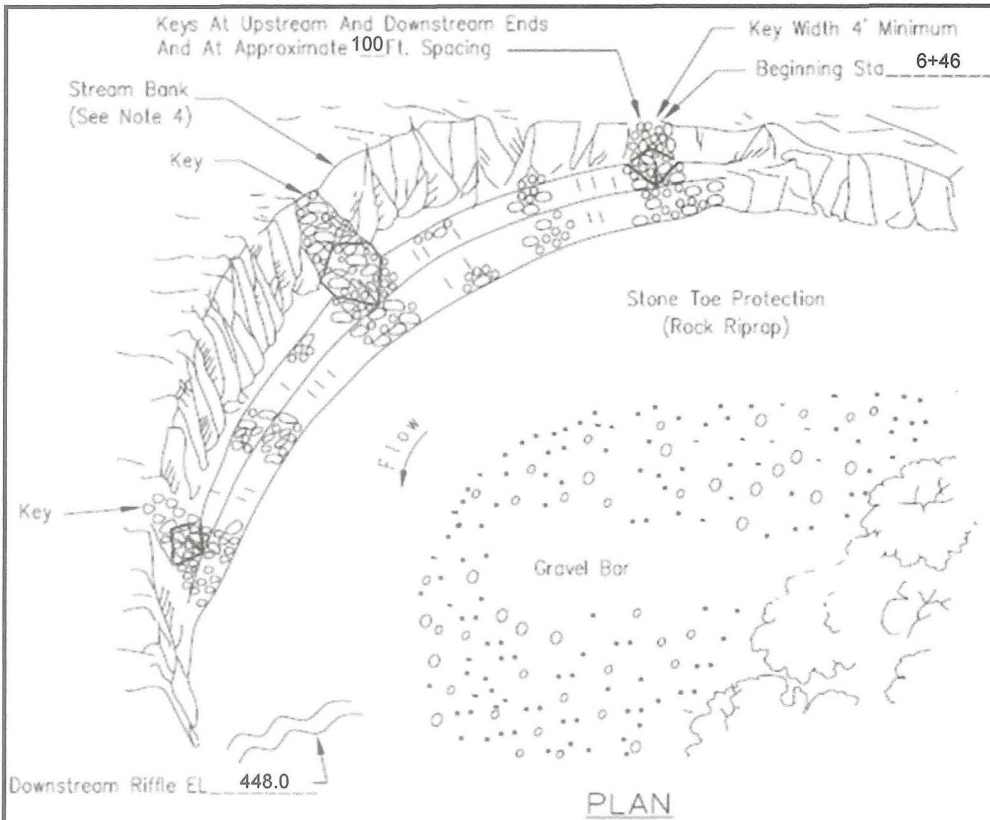 Keys At Upstream And Downstream Ends
And At Approximate 100 Ft. Spacing
Key Width 4' Minimum
Beginning Sta 6+46
Stream Bank
(See Note 4)
Key
Stone Toe Protection
(Rock Riprap)
Flow
Key
Gravel Bar
Downstream Riffle EL 448.0
PLAN